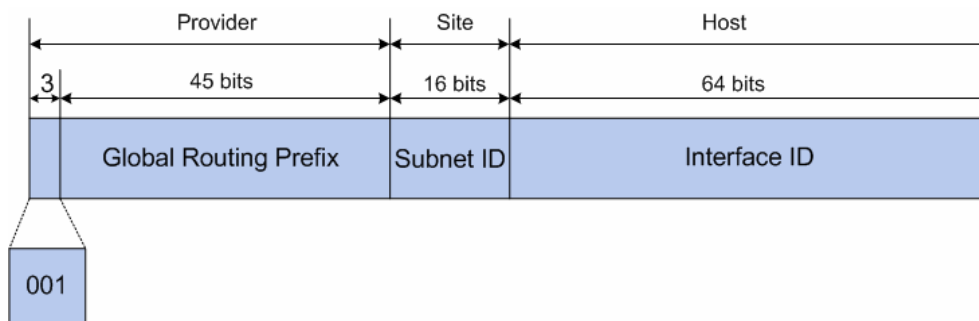 Provider Site Host
3 45 bits 16 bits 64 bits
Global Routing Prefix Subnet ID Interface ID
001